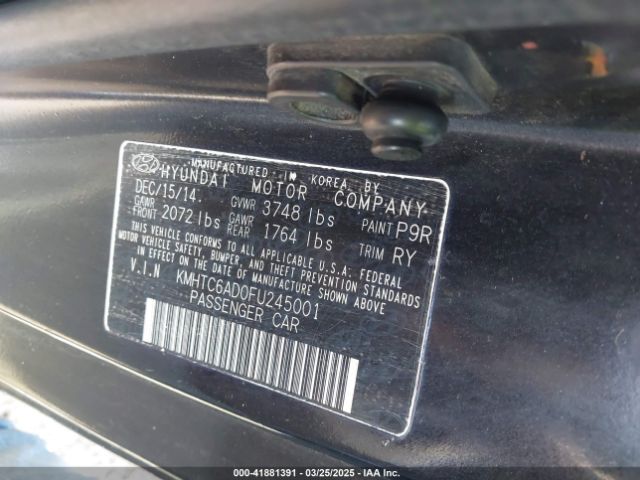 MANUFACTURED IN KOREA BY
HYUNDAI MOTOR COMPANY
DEC/15/14 GVWR 3748 lbs PAINT P9R
GAWR FRONT 2072 lbs GAWR REAR 1764 lbs TRIM RY
THIS VEHICLE CONFORMS TO ALL APPLICABLE U.S.A. FEDERAL
MOTOR VEHICLE SAFETY, BUMPER, AND THEFT PREVENTION STANDARDS
IN EFFECT ON THE DATE OF MANUFACTURE SHOWN ABOVE
V.I.N KMHTC6AD0FU245001
PASSENGER CAR
000-41881391 | 03/25/2025 | IAA Inc.